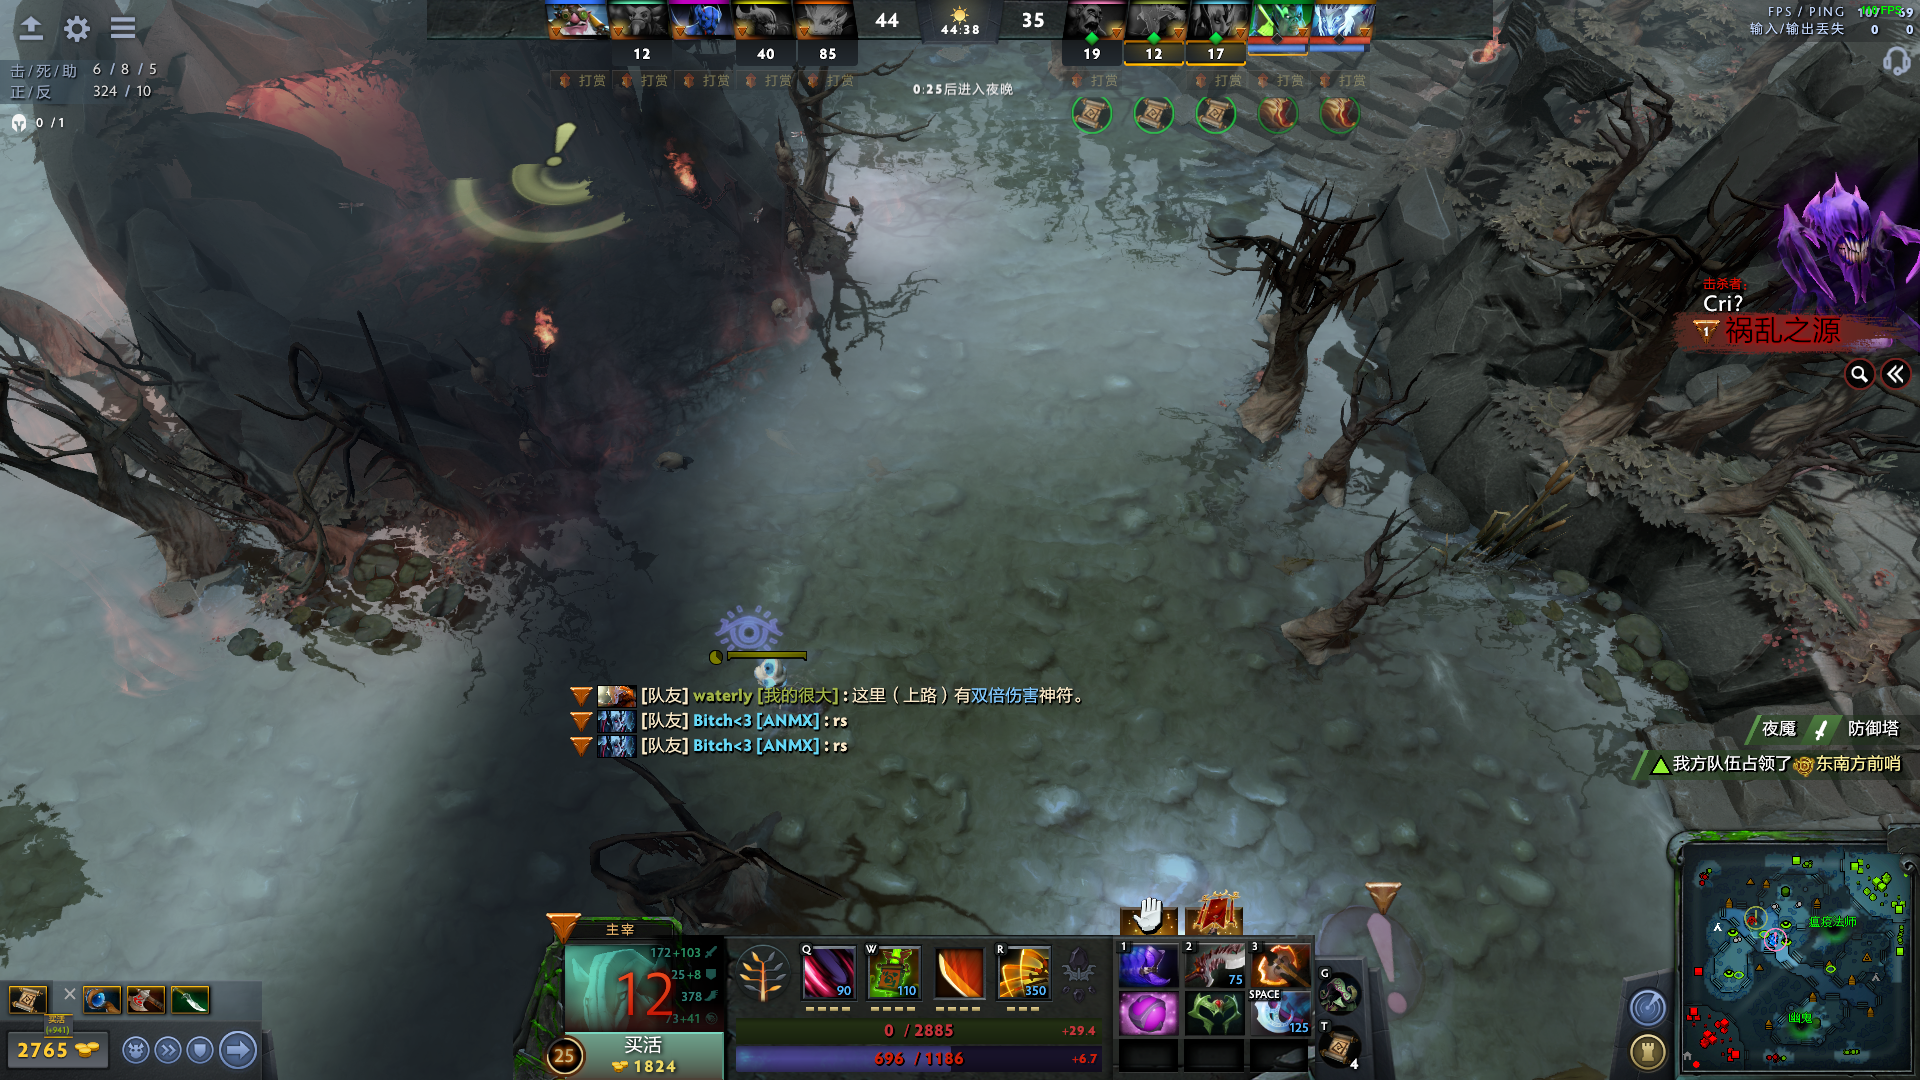 击/死/助 6 / 8 / 5
正/反 324 / 10
0 /1
12
40
85
44
44:38
35
19
12
17
打赏
打赏
打赏
打赏
打赏
打赏
打赏
打赏
打赏
0:25后进入夜晚
FPS / PING
输入/输出丢失 0 0
击杀者:
Cri?
1 祸乱之源
[队友] waterly [我的很大] : 这里（上路）有双倍伤害神符。
[队友] Bitch<3 [ANMX] : rs
[队友] Bitch<3 [ANMX] : rs
夜魇 防御塔
我方队伍占领了 东南方前哨
瘟疫法师
幽鬼
主宰
172+103
25+8
378
73+41
12
25
买活
1824
Q 90
W 110
R 350
0 / 2885 +29.4
696 / 1186 +6.7
1
2 75
3
SPACE 125
G
T 4
买活
(+941)
2765